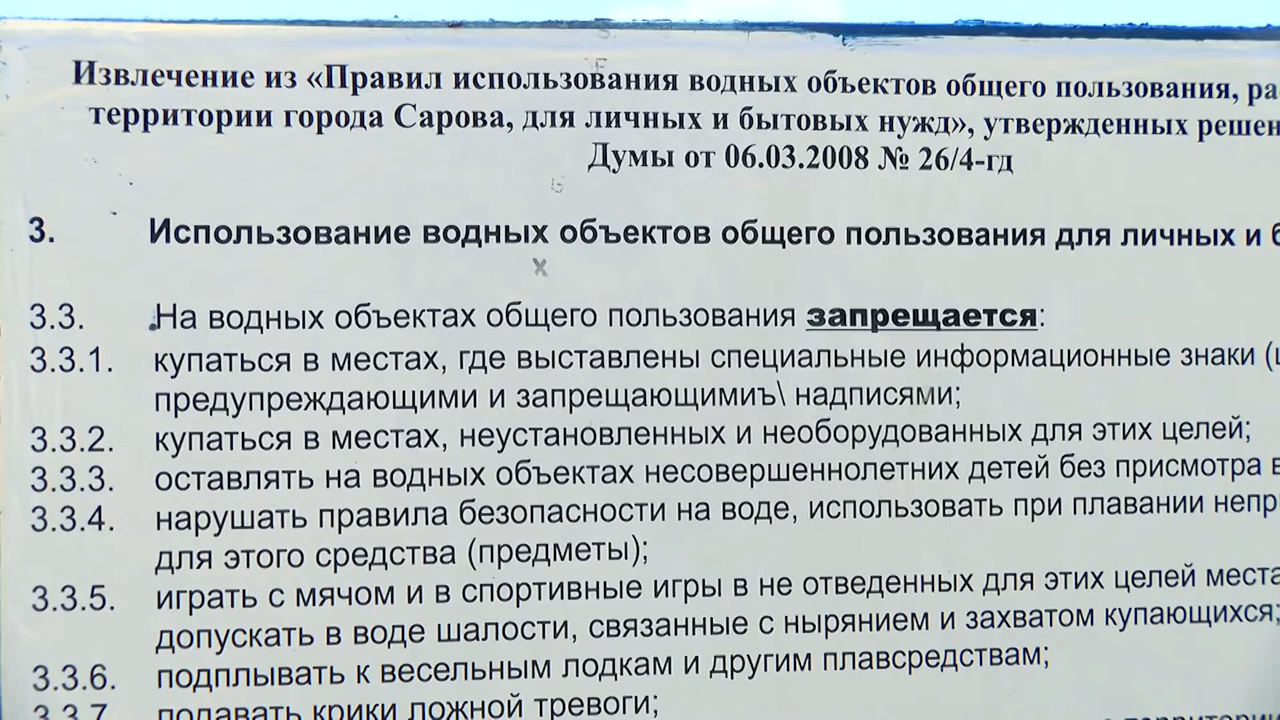 Извлечение из «Правил использования водных объектов общего пользования,
территории города Сарова, для личных и бытовых нужд», утвержденных
Думы от 06.03.2008 № 26/4-гд
3. Использование водных объектов общего пользования для личных и
3.3. На водных объектах общего пользования запрещается:
3.3.1. купаться в местах, где выставлены специальные информационные знаки
предупреждающими и запрещающимиъ\ надписями;
3.3.2. купаться в местах, неустановленных и необорудованных для этих целей;
3.3.3. оставлять на водных объектах несовершеннолетних детей без присмотра
3.3.4. нарушать правила безопасности на воде, использовать при плавании
для этого средства (предметы);
3.3.5. играть с мячом и в спортивные игры в не отведенных для этих целей
допускать в воде шалости, связанные с нырянием и захватом купающихся;
3.3.6. подплывать к весельным лодкам и другим плавсредствам;
3.3.7. подавать крики ложной тревоги;